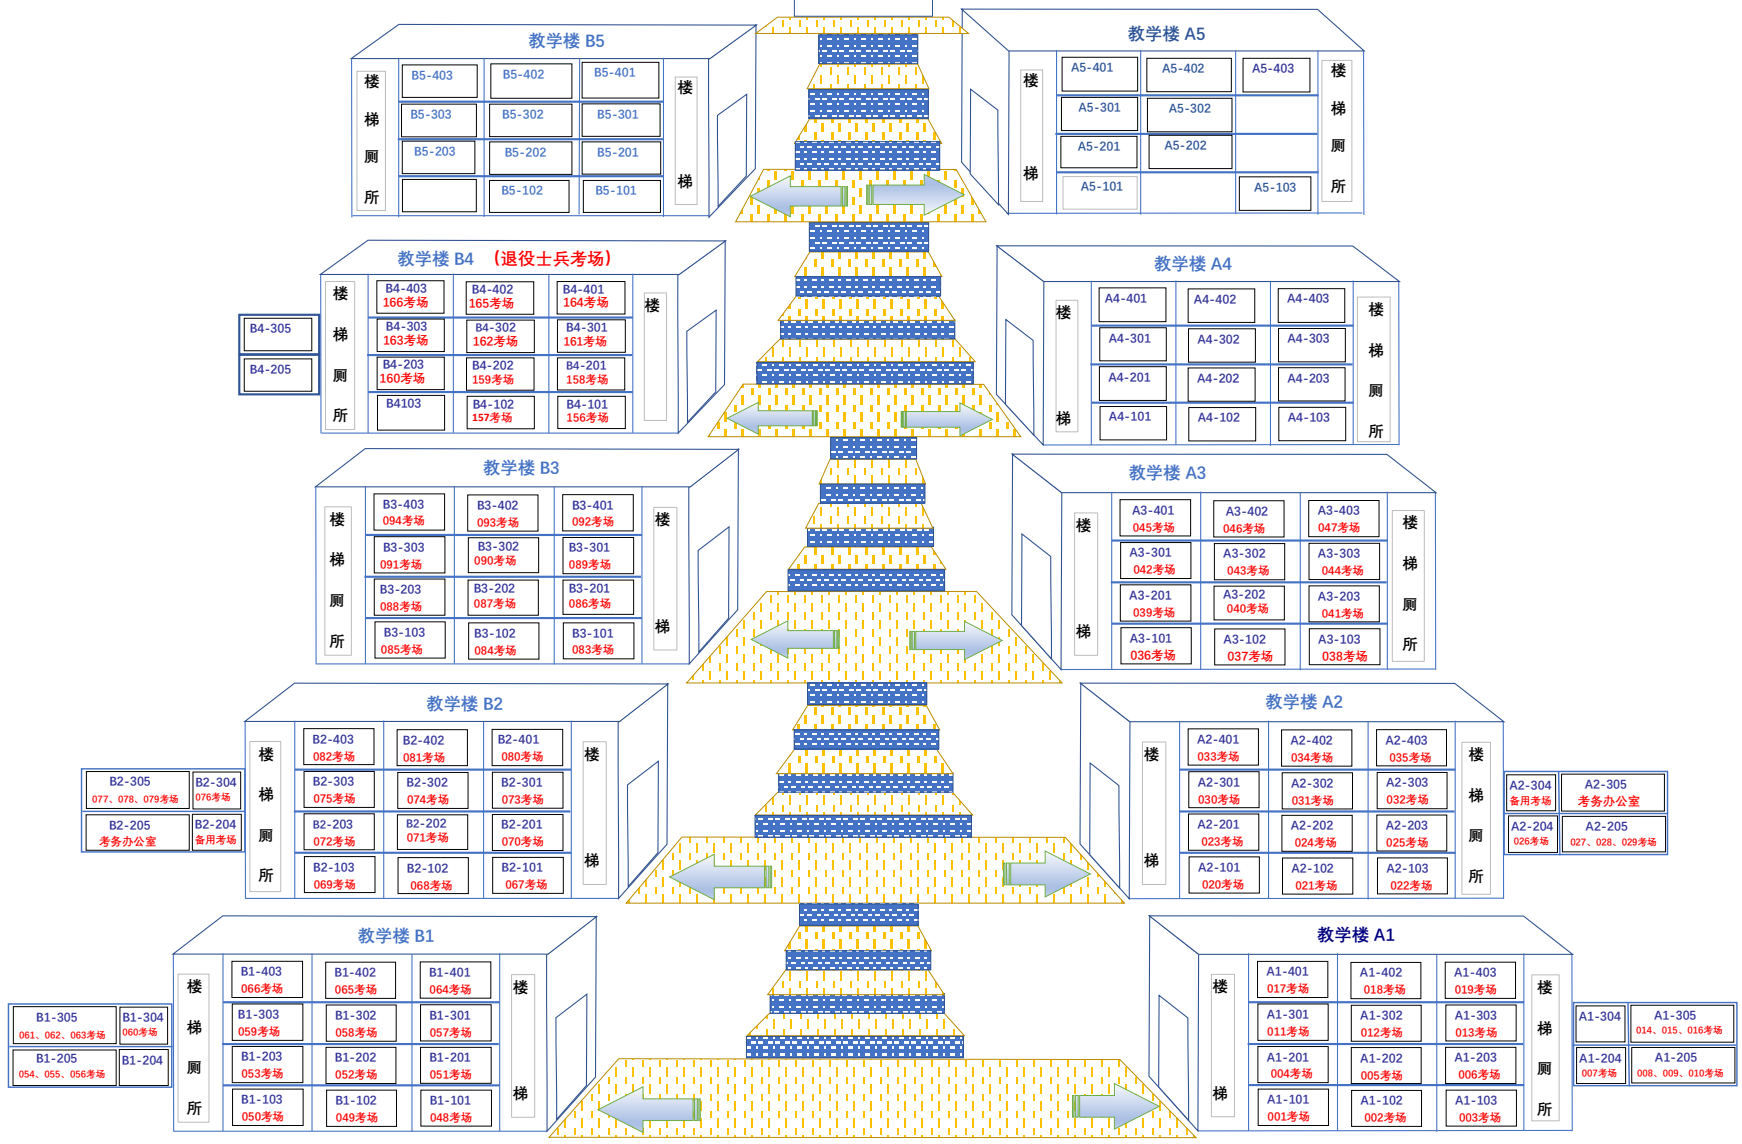 教学楼 B5
B5-403
B5-402
B5-401
B5-303
B5-302
B5-301
B5-203
B5-202
B5-201
B5-102
B5-101
楼
梯
厕
所
楼
梯
教学楼 A5
A5-401
A5-402
A5-403
A5-301
A5-302
A5-201
A5-202
A5-101
A5-103
楼
梯
楼
梯
厕
所
教学楼 B4 （退役士兵考场）
B4-403
166考场
B4-402
165考场
B4-401
164考场
B4-303
163考场
B4-302
162考场
B4-301
161考场
B4-203
160考场
B4-202
159考场
B4-201
158考场
B4103
B4-102
157考场
B4-101
156考场
B4-305
B4-205
楼
梯
厕
所
楼
教学楼 A4
A4-401
A4-402
A4-403
A4-301
A4-302
A4-303
A4-201
A4-202
A4-203
A4-101
A4-102
A4-103
楼
梯
楼
梯
厕
所
教学楼 B3
B3-403
094考场
B3-402
093考场
B3-401
092考场
B3-303
091考场
B3-302
090考场
B3-301
089考场
B3-203
088考场
B3-202
087考场
B3-201
086考场
B3-103
085考场
B3-102
084考场
B3-101
083考场
楼
梯
厕
所
楼
梯
教学楼 A3
A3-401
045考场
A3-402
046考场
A3-403
047考场
A3-301
042考场
A3-302
043考场
A3-303
044考场
A3-201
039考场
A3-202
040考场
A3-203
041考场
A3-101
036考场
A3-102
037考场
A3-103
038考场
楼
梯
楼
梯
厕
所
教学楼 B2
B2-403
082考场
B2-402
081考场
B2-401
080考场
B2-303
075考场
B2-302
074考场
B2-301
073考场
B2-203
072考场
B2-202
071考场
B2-201
070考场
B2-103
069考场
B2-102
068考场
B2-101
067考场
B2-305
077、078、079考场
B2-304
076考场
B2-205
考务办公室
B2-204
备用考场
楼
梯
厕
所
楼
梯
教学楼 A2
A2-401
033考场
A2-402
034考场
A2-403
035考场
A2-301
030考场
A2-302
031考场
A2-303
032考场
A2-201
023考场
A2-202
024考场
A2-203
025考场
A2-101
020考场
A2-102
021考场
A2-103
022考场
A2-304
备用考场
A2-305
考务办公室
A2-204
026考场
A2-205
027、028、029考场
楼
梯
楼
梯
厕
所
教学楼 B1
B1-403
066考场
B1-402
065考场
B1-401
064考场
B1-303
059考场
B1-302
058考场
B1-301
057考场
B1-203
053考场
B1-202
052考场
B1-201
051考场
B1-103
050考场
B1-102
049考场
B1-101
048考场
B1-305
061、062、063考场
B1-304
060考场
B1-205
054、055、056考场
B1-204
楼
梯
厕
所
楼
梯
教学楼 A1
A1-401
017考场
A1-402
018考场
A1-403
019考场
A1-301
011考场
A1-302
012考场
A1-303
013考场
A1-201
004考场
A1-202
005考场
A1-203
006考场
A1-101
001考场
A1-102
002考场
A1-103
003考场
A1-304
A1-305
014、015、016考场
A1-204
007考场
A1-205
008、009、010考场
楼
梯
楼
梯
厕
所